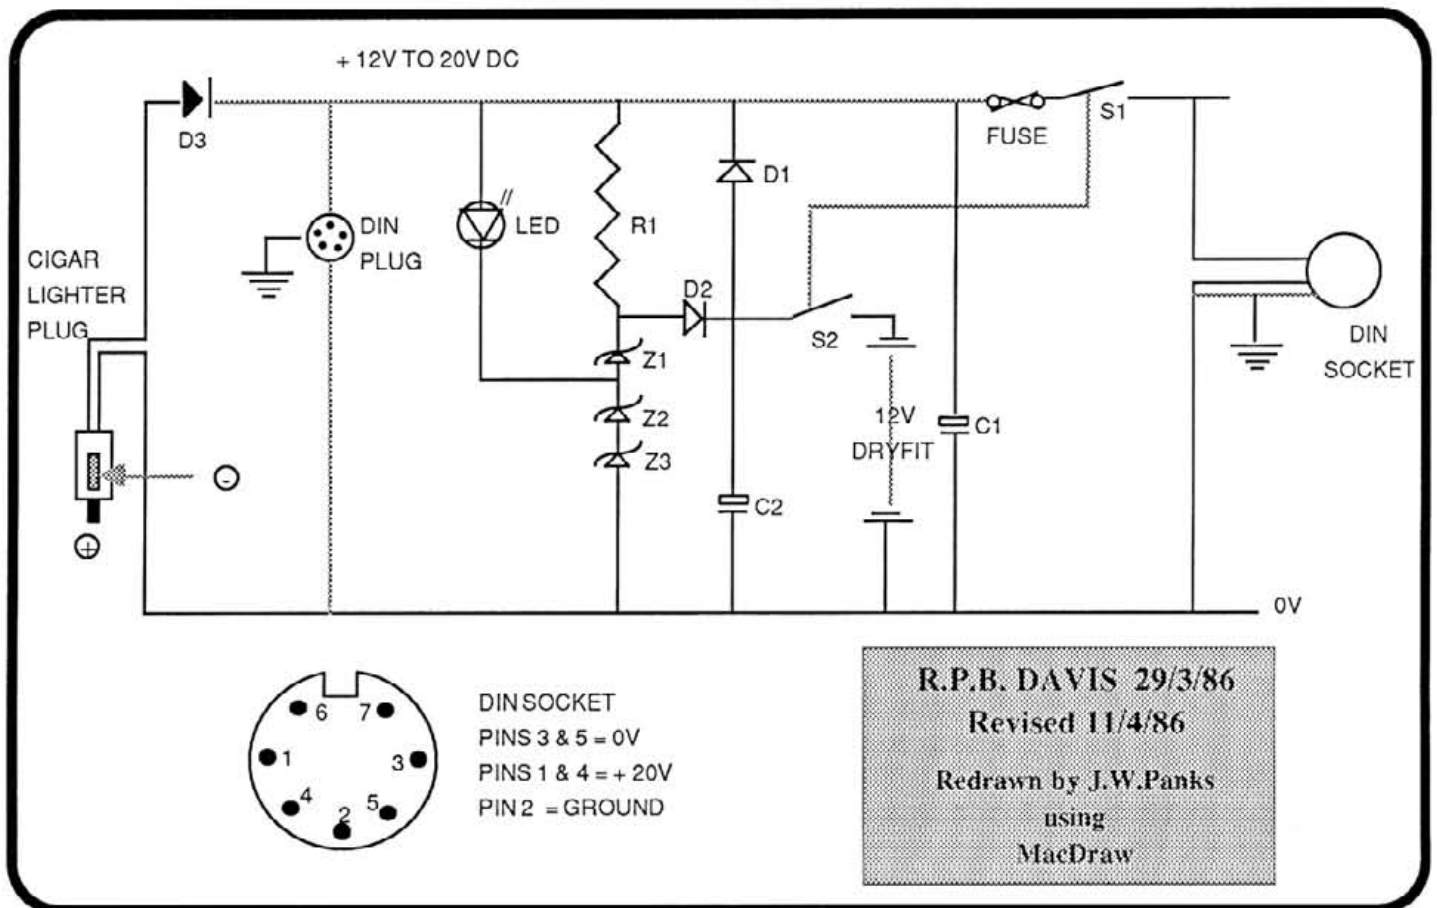 + 12V TO 20V DC
D3
FUSE
S1
D1
DIN
PLUG
LED
R1
CIGAR
LIGHTER
PLUG
D2
S2
DIN
SOCKET
Z1
Z2
Z3
12V
DRYFIT
C1
C2
-
+
0V
6 7
1
3
4
5
2
DIN SOCKET
PINS 3 & 5 = 0V
PINS 1 & 4 = + 20V
PIN 2 = GROUND
R.P.B. DAVIS 29/3/86
Revised 11/4/86
Redrawn by J.W.Panks
using
MacDraw